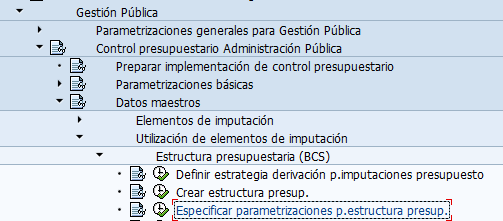 Gestión Pública
Parametrizaciones generales para Gestión Pública
Control presupuestario Administración Pública
Preparar implementación de control presupuestario
Parametrizaciones básicas
Datos maestros
Elementos de imputación
Utilización de elementos de imputación
Estructura presupuestaria (BCS)
Definir estrategia derivación p.imputaciones presupuesto
Crear estructura presup.
Especificar parametrizaciones p.estructura presup.